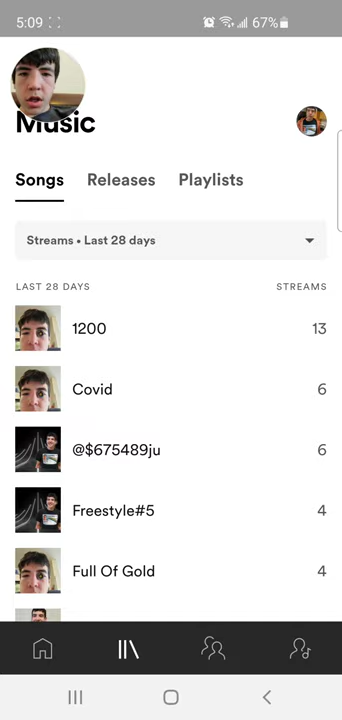 5:09 67%
Music
Songs Releases Playlists
Streams • Last 28 days
LAST 28 DAYS STREAMS
1200 13
Covid 6
@$675489ju 6
Freestyle#5 4
Full Of Gold 4